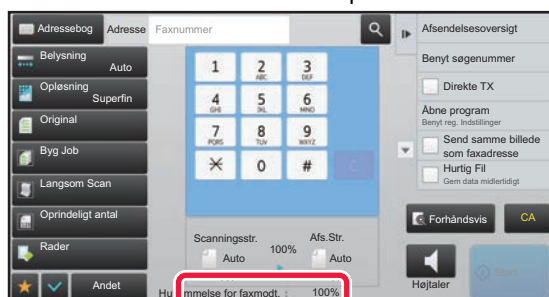 Adressebog
Adresse
Faxnummer
Belysning
Auto
Opløsning
Superfin
Original
Byg Job
Langsom Scan
Oprindeligt antal
Rader
Andet
1
2
ABC
3
DEF
4
GHI
5
JKL
6
MNO
7
PQRS
8
TUV
9
WXYZ
0
#
C
Scanningsstr.
Auto
100%
Afs.Str.
Auto
Hu mmelse for faxmodt. : 100%
Afsendelsesoversigt
Benyt søgenummer
Direkte TX
Åbne program
Benyt reg. Indstillinger
Send samme billede
som faxadresse
Hurtig Fil
Gem data midlertidigt
Forhåndsvis
CA
Højtaler
Start